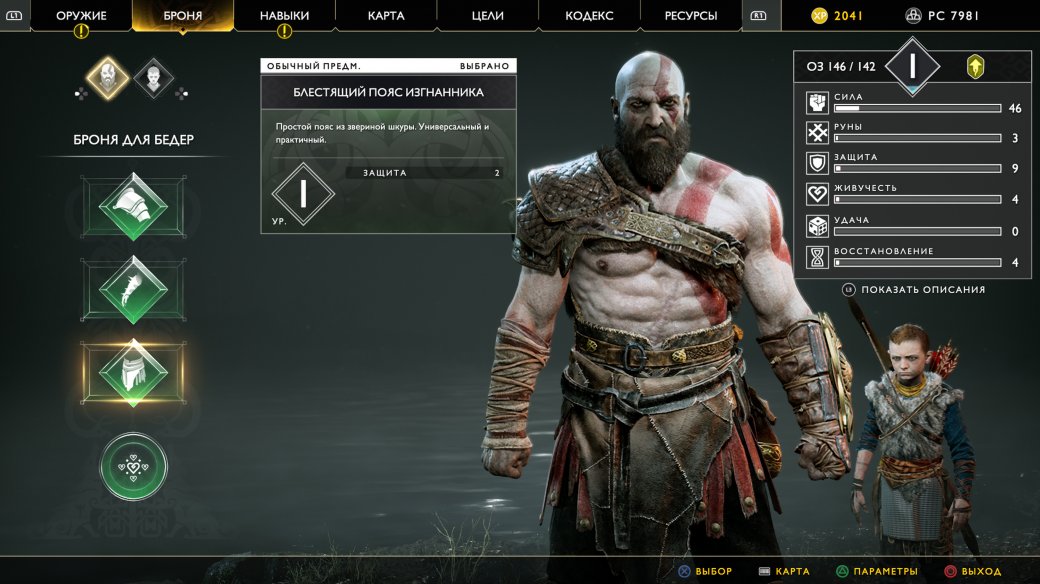 L1 ОРУЖИЕ БРОНЯ НАВЫКИ КАРТА ЦЕЛИ КОДЕКС РЕСУРСЫ R1 XP 2041 РС 7981
! !
ОБЫЧНЫЙ ПРЕДМ. ВЫБРАНО
БЛЕСТЯЩИЙ ПОЯС ИЗГНАННИКА
Простой пояс из звериной шкуры. Универсальный и
практичный.
ЗАЩИТА 2
I
УР.
БРОНЯ ДЛЯ БЕДЕР
ОЗ 146 / 142 I
СИЛА
46
РУНЫ
3
ЗАЩИТА
9
ЖИВУЧЕСТЬ
4
УДАЧА
0
ВОССТАНОВЛЕНИЕ
4
L3 ПОКАЗАТЬ ОПИСАНИЯ
ВЫБОР КАРТА ПАРАМЕТРЫ ВЫХОД